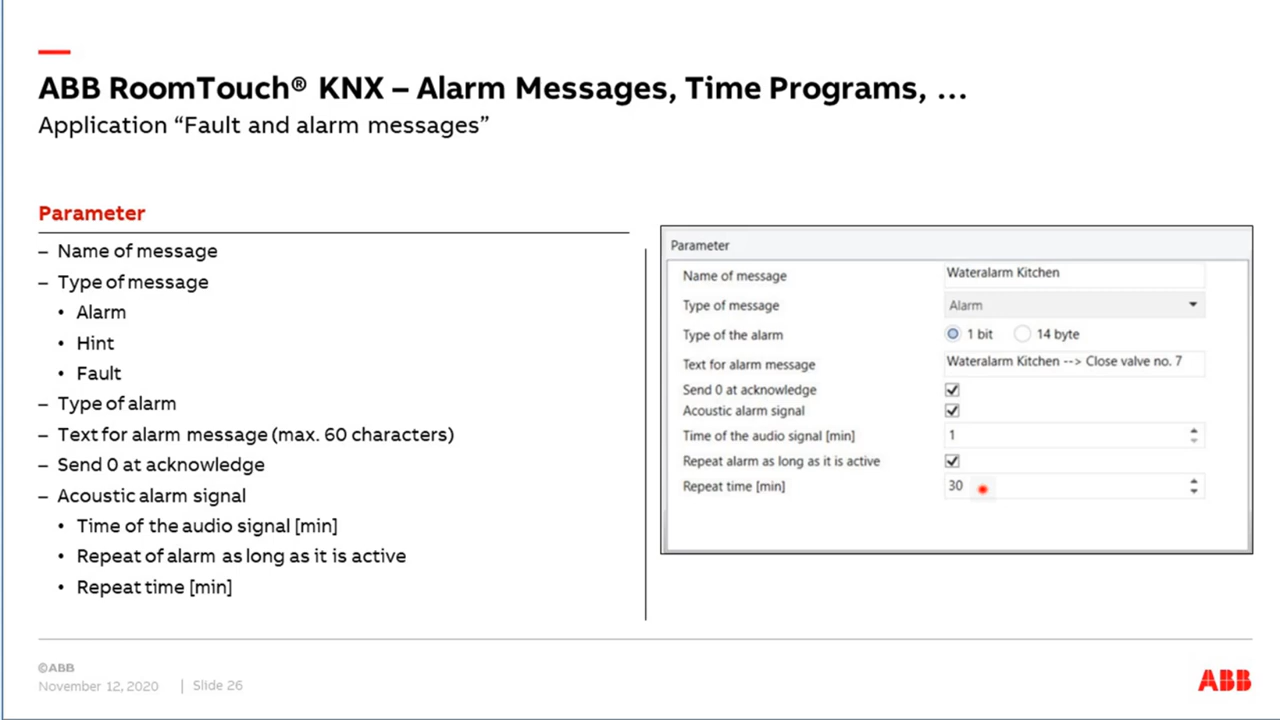 ABB RoomTouch® KNX – Alarm Messages, Time Programs, …
Application “Fault and alarm messages”
Parameter
– Name of message
– Type of message
• Alarm
• Hint
• Fault
– Type of alarm
– Text for alarm message (max. 60 characters)
– Send 0 at acknowledge
– Acoustic alarm signal
• Time of the audio signal [min]
• Repeat of alarm as long as it is active
• Repeat time [min]
Parameter
Name of message Wateralarm Kitchen
Type of message Alarm
Type of the alarm 1 bit 14 byte
Text for alarm message Wateralarm Kitchen --> Close valve no. 7
Send 0 at acknowledge
Acoustic alarm signal
Time of the audio signal [min] 1
Repeat alarm as long as it is active
Repeat time [min] 30
©ABB
November 12, 2020 | Slide 26
ABB